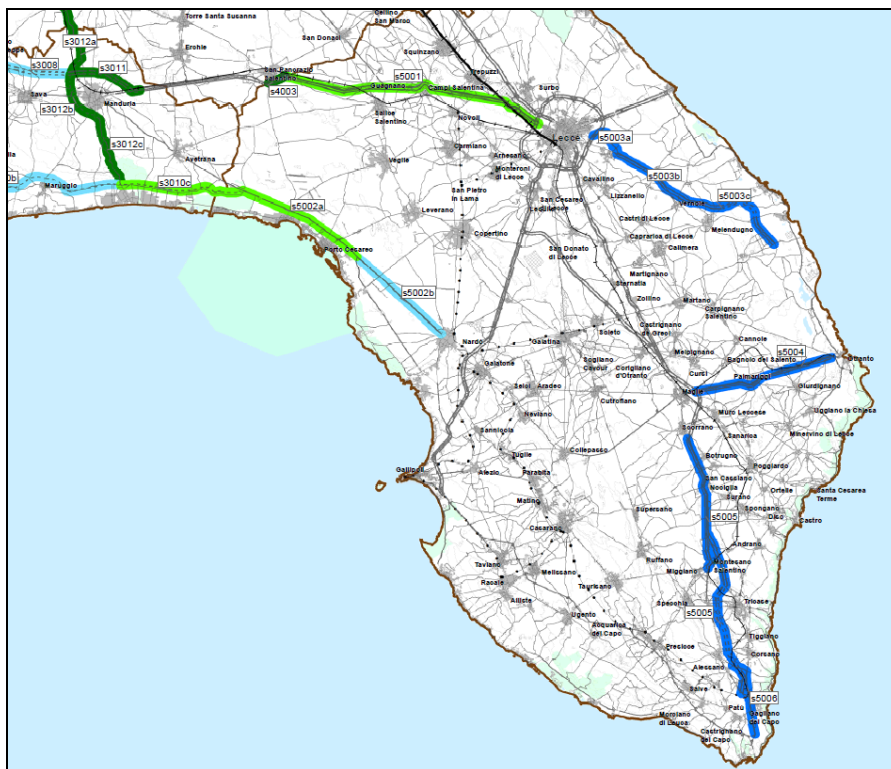 Torre Santa Susanna
Cellino
San Marco
San Donaci
s3012a
Erchie
Squinzano
s3008
s3011
San Pancrazio
Salentino
Trepuzzi
s5001
Guagnano
Campi Salentina
Surbo
s4003
Sava
Manduria
s3012b
Salice
Salentino
Novoli
Lecce
s5003a
s3012c
Carmiano
Arnesano
Monteroni
di Lecce
Avetrana
Veglie
Cavallino
s5003b
Maruggio
s3010c
San Pietro
in Lama
Lizzanello
San Cesareo
di Lecce
Vernole
s5003c
s5002a
Leverano
Castri di Lecce
Melendugno
Copertino
Caprarica di Lecce
Calimera
Porto Cesareo
San Donato
di Lecce
Martignano
Sternatia
s5002b
Zollino
Martano
Carpignano
Salentino
Soleto
Castrignano
de Greci
Nardò
Galatina
Cannole
Melpignano
s5004
Galatone
Sogliano
Cavour
Corigliano
d'Otranto
Bagnolo del Salento
Otranto
Cursi
Palmariggi
Giurdignano
Aradeo
Maglie
Cutrofiano
Neviano
Muro Leccese
Uggiano la Chiesa
Sannicola
Scorrano
Sanarica
Minervino di Lecce
Tuglie
Collepasso
Botrugno
Poggiardo
Gallipoli
Alezio
Parabita
San Cassiano
Nociglia
Ortelle
Santa Cesarea
Terme
Surano
Matino
Supersano
Spongano
Diso
Castro
s5005
Casarano
Andrano
Ruffano
Montesano
Salentino
Taviano
Miggiano
Melissano
Racale
Taurisano
Alliste
Specchia
Tricase
s5005
Ugento
Acquarica
del Capo
Tiggiano
Presicce
Corsano
Alessano
Salve
s5006
Patù
Morciano
di Leuca
Gagliano
del Capo
Castrignano
del Capo